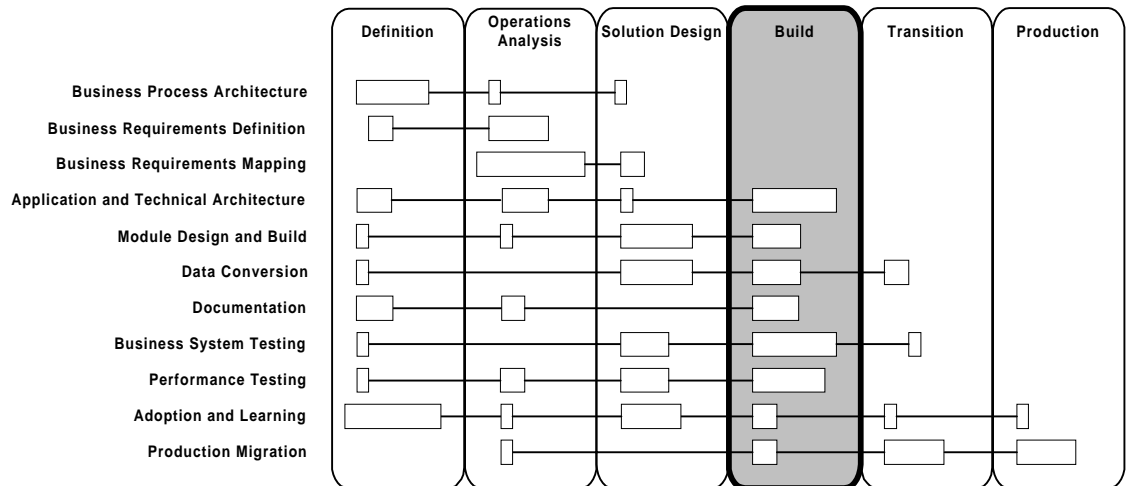 Definition
Operations
Analysis
Solution Design
Build
Transition
Production
Business Process Architecture
Business Requirements Definition
Business Requirements Mapping
Application and Technical Architecture
Module Design and Build
Data Conversion
Documentation
Business System Testing
Performance Testing
Adoption and Learning
Production Migration